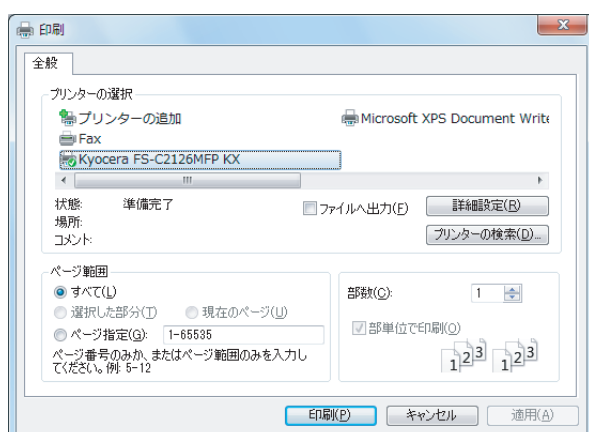 印刷
全般
プリンターの選択
プリンターの追加
Microsoft XPS Document Write
Fax
Kyocera FS-C2126MFP KX
状態: 準備完了
場所:
コメント:
ファイルへ出力(F)
詳細設定(R)
プリンターの検索(D)...
ページ範囲
すべて(L)
選択した部分(T) 現在のページ(U)
ページ指定(G): 1-65535
ページ番号のみか、またはページ範囲のみを入力し
てください。例: 5-12
部数(C): 1
部単位で印刷(O)
1 2 3 1 2 3
印刷(P) キャンセル 適用(A)